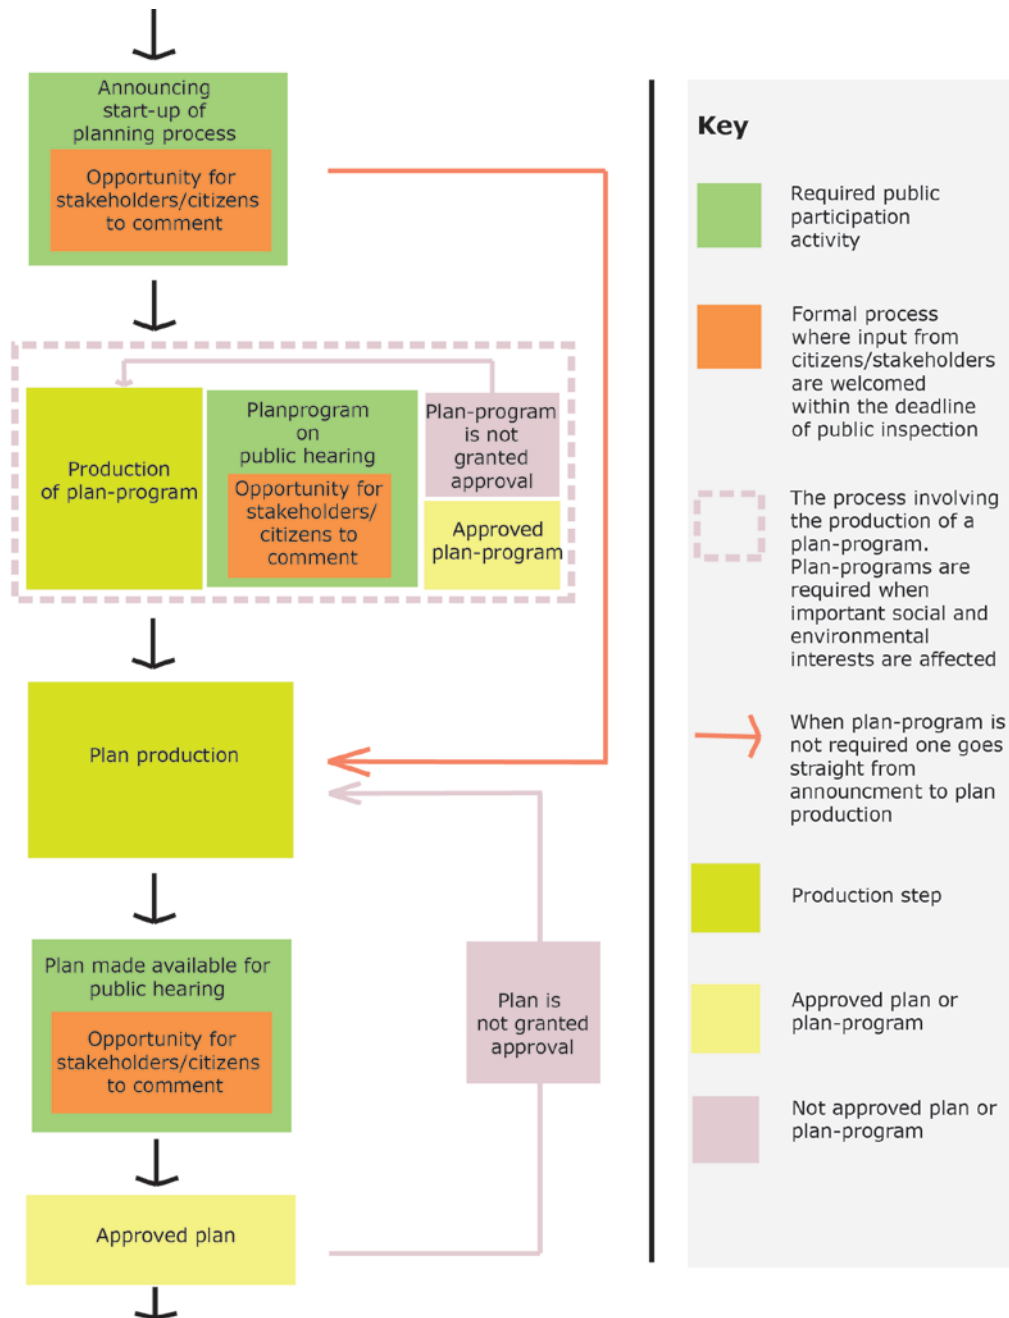 Announcing
start-up of
planning process
Opportunity for
stakeholders/citizens
to comment
Production
of plan-program
Planprogram
on
public hearing
Opportunity for
stakeholders/
citizens to
comment
Plan-program
is not
granted
approval
Approved
plan-program
Plan production
Plan made available for
public hearing
Opportunity for
stakeholders/citizens
to comment
Plan is
not granted
approval
Approved plan
Key
Required public
participation
activity
Formal process
where input from
citizens/stakeholders
are welcomed
within the deadline
of public inspection
The process involving
the production of a
plan-program.
Plan-programs are
required when
important social and
environmental
interests are affected
When plan-program is
not required one goes
straight from
announcment to plan
production
Production step
Approved plan or
plan-program
Not approved plan or
plan-program